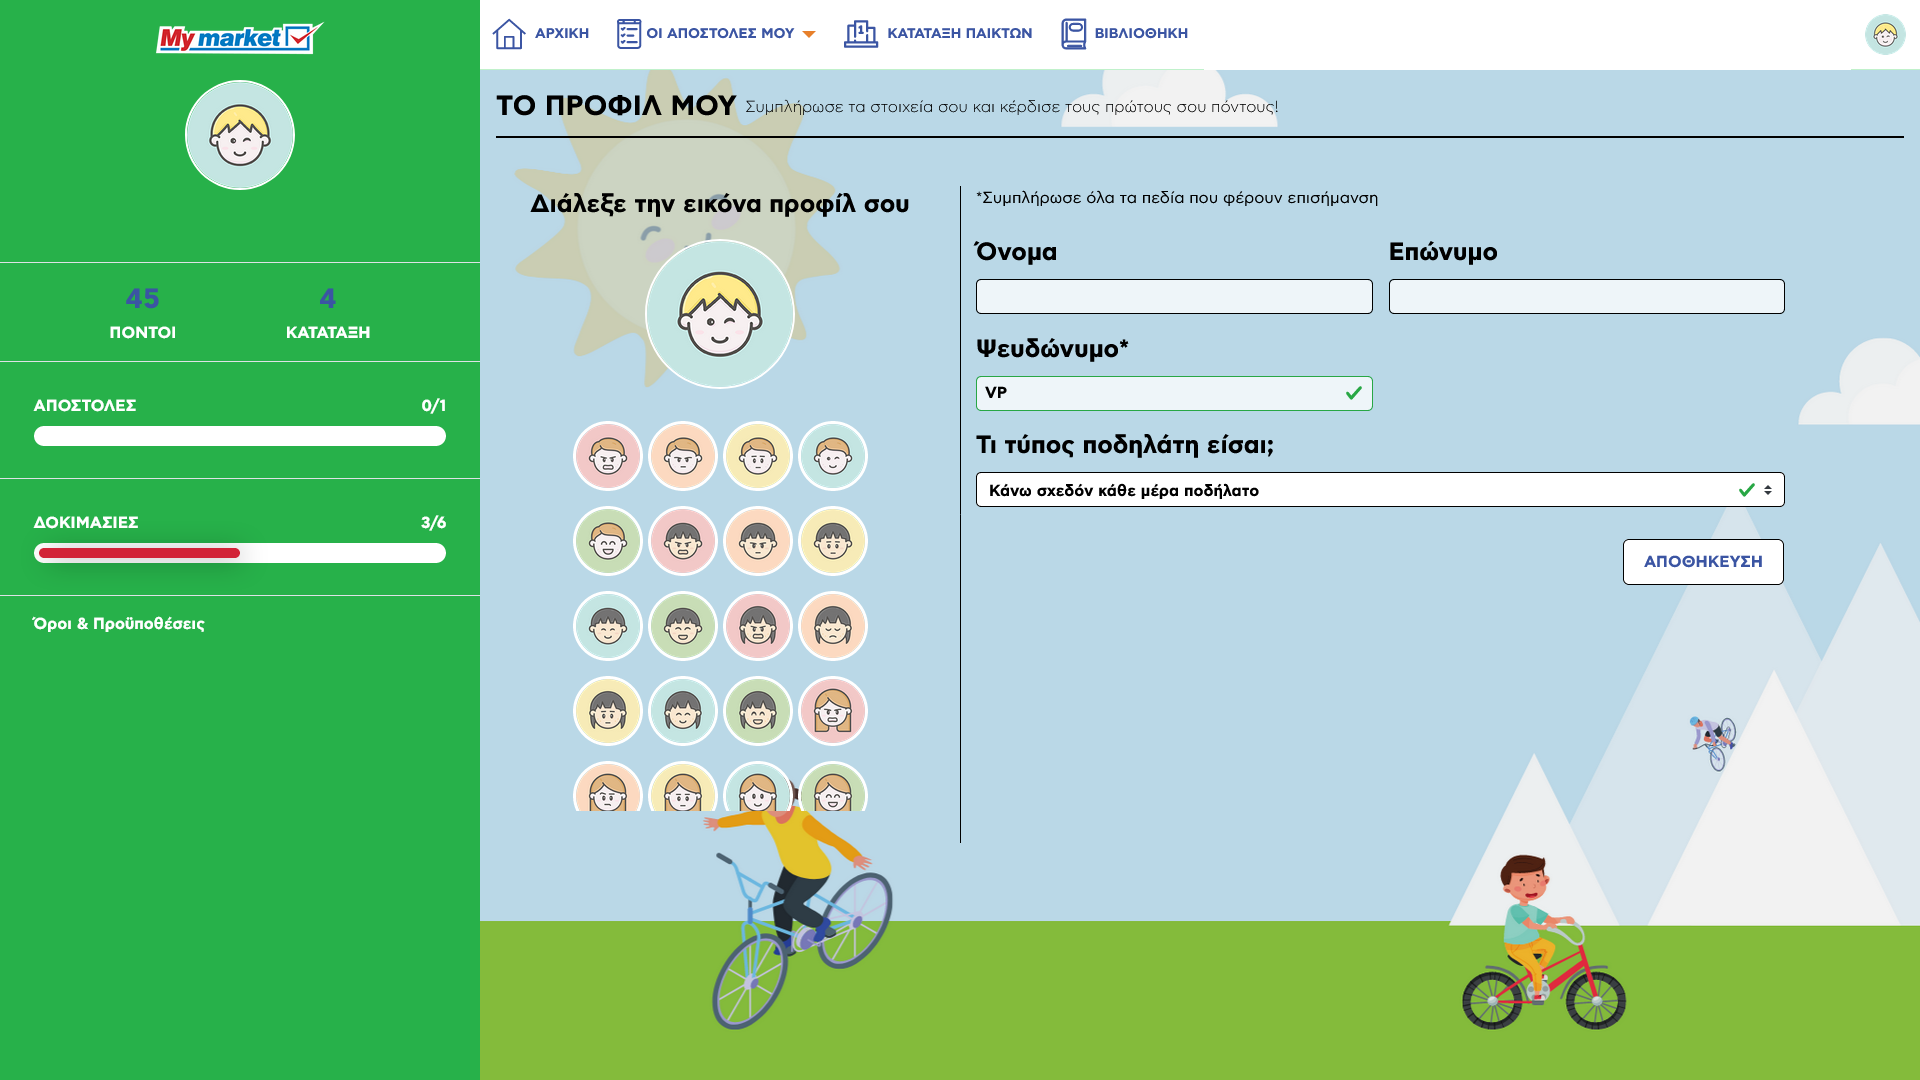 My market
ΑΡΧΙΚΗ
ΟΙ ΑΠΟΣΤΟΛΕΣ ΜΟΥ
ΚΑΤΑΤΑΞΗ ΠΑΙΚΤΩΝ
ΒΙΒΛΙΟΘΗΚΗ
45
ΠΟΝΤΟΙ
4
ΚΑΤΑΤΑΞΗ
ΑΠΟΣΤΟΛΕΣ 0/1
ΔΟΚΙΜΑΣΙΕΣ 3/6
Όροι & Προϋποθέσεις
ΤΟ ΠΡΟΦΙΛ ΜΟΥ Συμπλήρωσε τα στοιχεία σου και κέρδισε τους πρώτους σου πόντους!
Διάλεξε την εικόνα προφίλ σου
*Συμπλήρωσε όλα τα πεδία που φέρουν επισήμανση
Όνομα
Επώνυμο
Ψευδώνυμο*
VP
Τι τύπος ποδηλάτη είσαι;
Κάνω σχεδόν κάθε μέρα ποδήλατο
ΑΠΟΘΗΚΕΥΣΗ